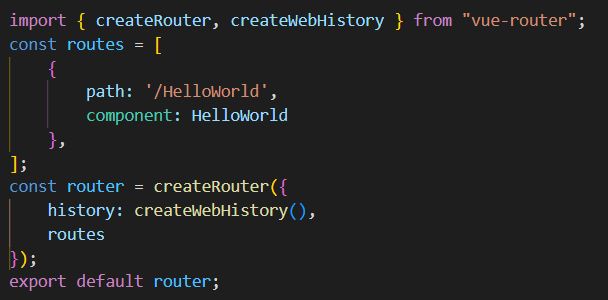 import { createRouter, createWebHistory } from "vue-router";
const routes = [
    {
        path: '/HelloWorld',
        component: HelloWorld
    },
];
const router = createRouter({
    history: createWebHistory(),
    routes
});
export default router;